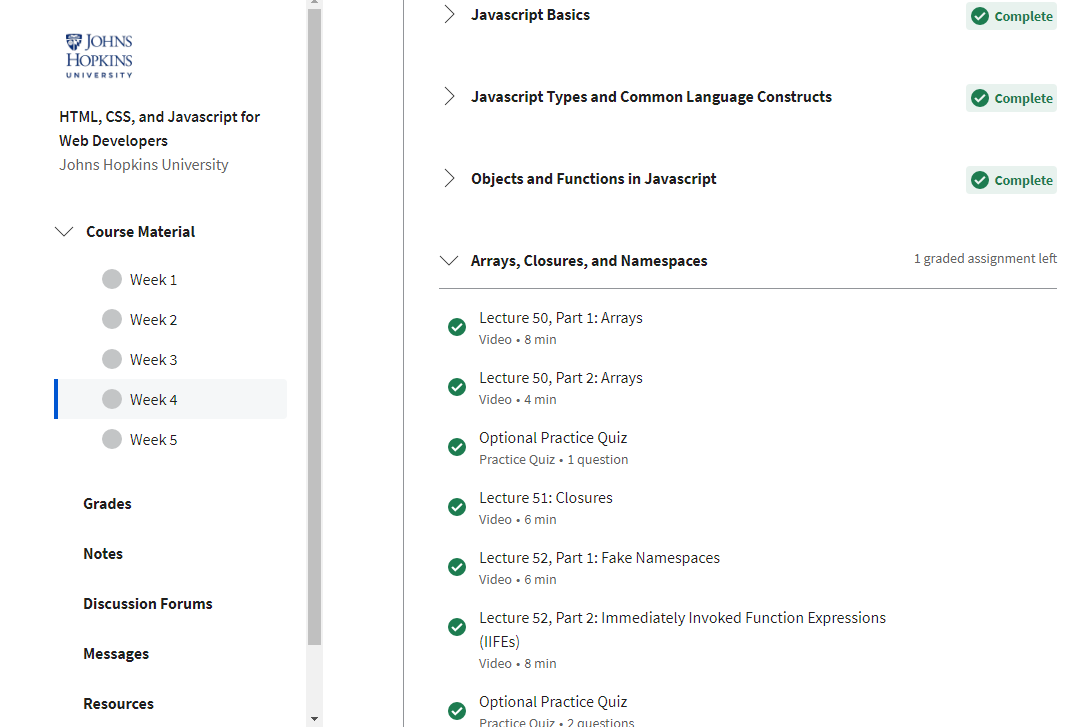 JOHNS
HOPKINS
UNIVERSITY
HTML, CSS, and Javascript for
Web Developers
Johns Hopkins University
Course Material
Week 1
Week 2
Week 3
Week 4
Week 5
Grades
Notes
Discussion Forums
Messages
Resources
Javascript Basics
Complete
Javascript Types and Common Language Constructs
Complete
Objects and Functions in Javascript
Complete
Arrays, Closures, and Namespaces
1 graded assignment left
Lecture 50, Part 1: Arrays
Video • 8 min
Lecture 50, Part 2: Arrays
Video • 4 min
Optional Practice Quiz
Practice Quiz • 1 question
Lecture 51: Closures
Video • 6 min
Lecture 52, Part 1: Fake Namespaces
Video • 6 min
Lecture 52, Part 2: Immediately Invoked Function Expressions
(IIFEs)
Video • 8 min
Optional Practice Quiz
Practice Quiz • 2 questions